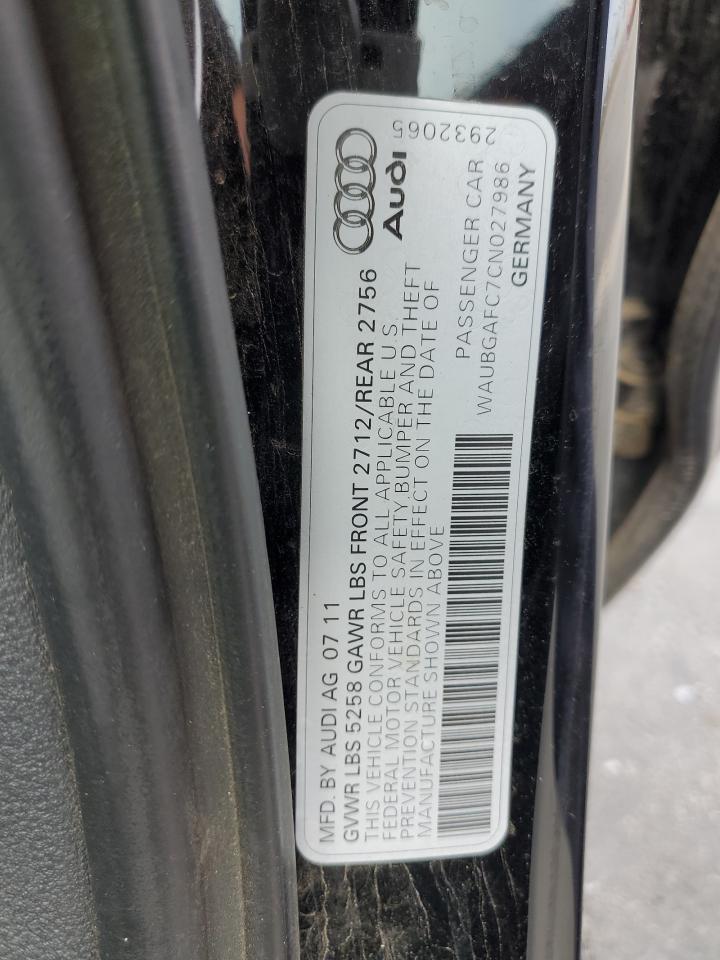 MFD. BY AUDI AG 07 11
GVWR LBS 5258 GAWR LBS FRONT 2712/REAR 2756
THIS VEHICLE CONFORMS TO ALL APPLICABLE U.S.
FEDERAL MOTOR VEHICLE SAFETY, BUMPER AND THEFT
PREVENTION STANDARDS IN EFFECT ON THE DATE OF
MANUFACTURE SHOWN ABOVE
Audi
PASSENGER CAR
WAUBGAFC7CN027986
GERMANY
2932065